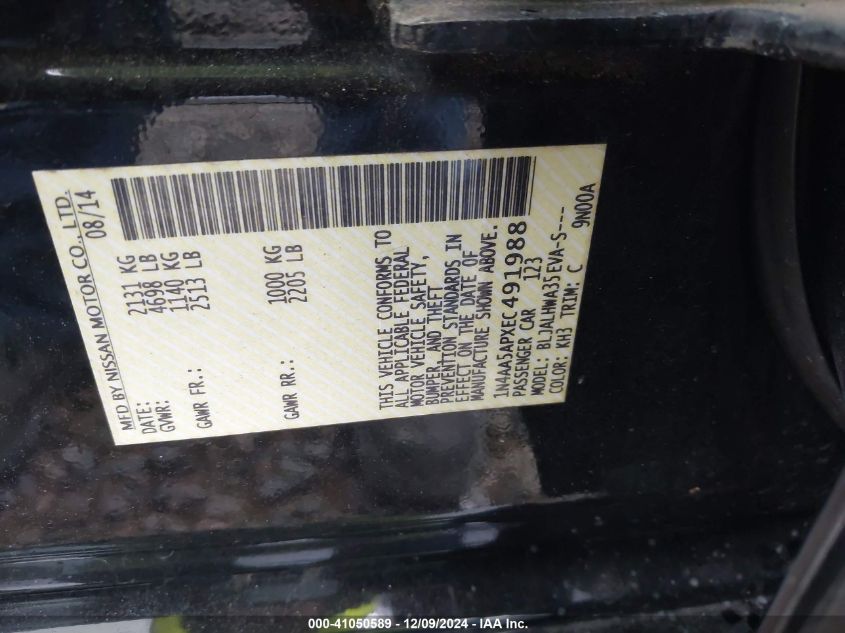 MFD BY NISSAN MOTOR CO., LTD.
DATE: 08/14
GVWR: 2131 KG
4698 LB
GAWR FR.: 1140 KG
2513 LB
GAWR RR.: 1000 KG
2205 LB
THIS VEHICLE CONFORMS TO
ALL APPLICABLE FEDERAL
MOTOR VEHICLE SAFETY,
BUMPER, AND THEFT
PREVENTION STANDARDS IN
EFFECT ON THE DATE OF
MANUFACTURE SHOWN ABOVE.
1N4AA5APXEC491988
PASSENGER CAR 123
MODEL: BLJALHWA35EVA-S---
COLOR: KH3 TRIM: C 9N00A
000-41050589 - 12/09/2024 - IAA Inc.